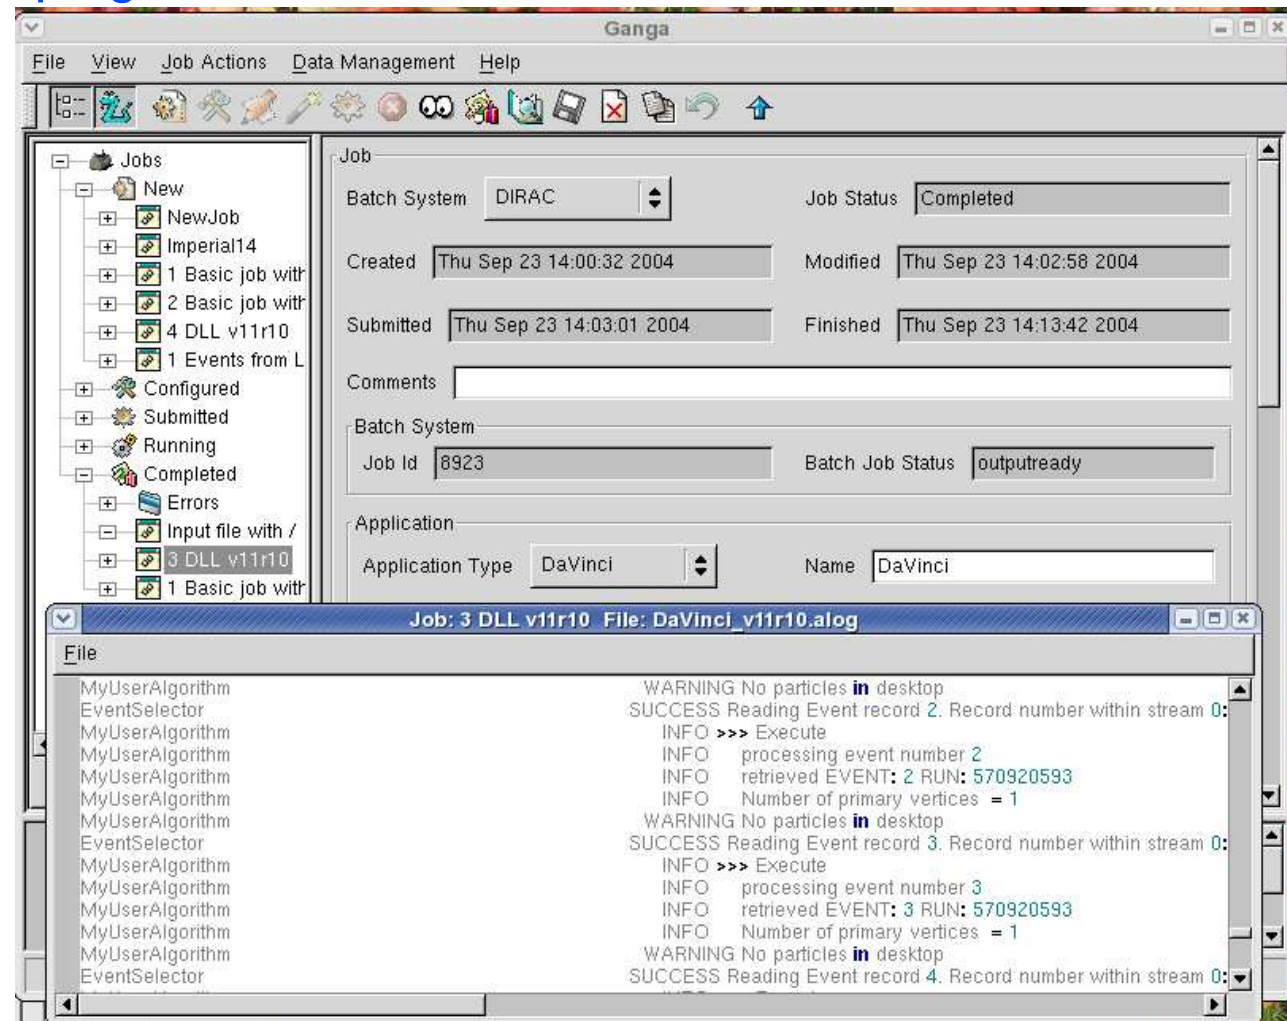 Ganga
File View Job Actions Data Management Help
Jobs
New
NewJob
Imperial14
1 Basic job with
2 Basic job with
4 DLL v11r10
1 Events from L
Configured
Submitted
Running
Completed
Errors
Input file with /
3 DLL v11r10
1 Basic job with
Job
Batch System DIRAC Job Status Completed
Created Thu Sep 23 14:00:32 2004 Modified Thu Sep 23 14:02:58 2004
Submitted Thu Sep 23 14:03:01 2004 Finished Thu Sep 23 14:13:42 2004
Comments
Batch System
Job Id 8923 Batch Job Status outputready
Application
Application Type DaVinci Name DaVinci
Job: 3 DLL v11r10 File: DaVinci_v11r10.alog
File
MyUserAlgorithm WARNING No particles in desktop
EventSelector SUCCESS Reading Event record 2. Record number within stream 0:
MyUserAlgorithm INFO >>> Execute
MyUserAlgorithm INFO processing event number 2
MyUserAlgorithm INFO retrieved EVENT: 2 RUN: 570920593
MyUserAlgorithm INFO Number of primary vertices = 1
MyUserAlgorithm WARNING No particles in desktop
EventSelector SUCCESS Reading Event record 3. Record number within stream 0:
MyUserAlgorithm INFO >>> Execute
MyUserAlgorithm INFO processing event number 3
MyUserAlgorithm INFO retrieved EVENT: 3 RUN: 570920593
MyUserAlgorithm INFO Number of primary vertices = 1
MyUserAlgorithm WARNING No particles in desktop
EventSelector SUCCESS Reading Event record 4. Record number within stream 0: